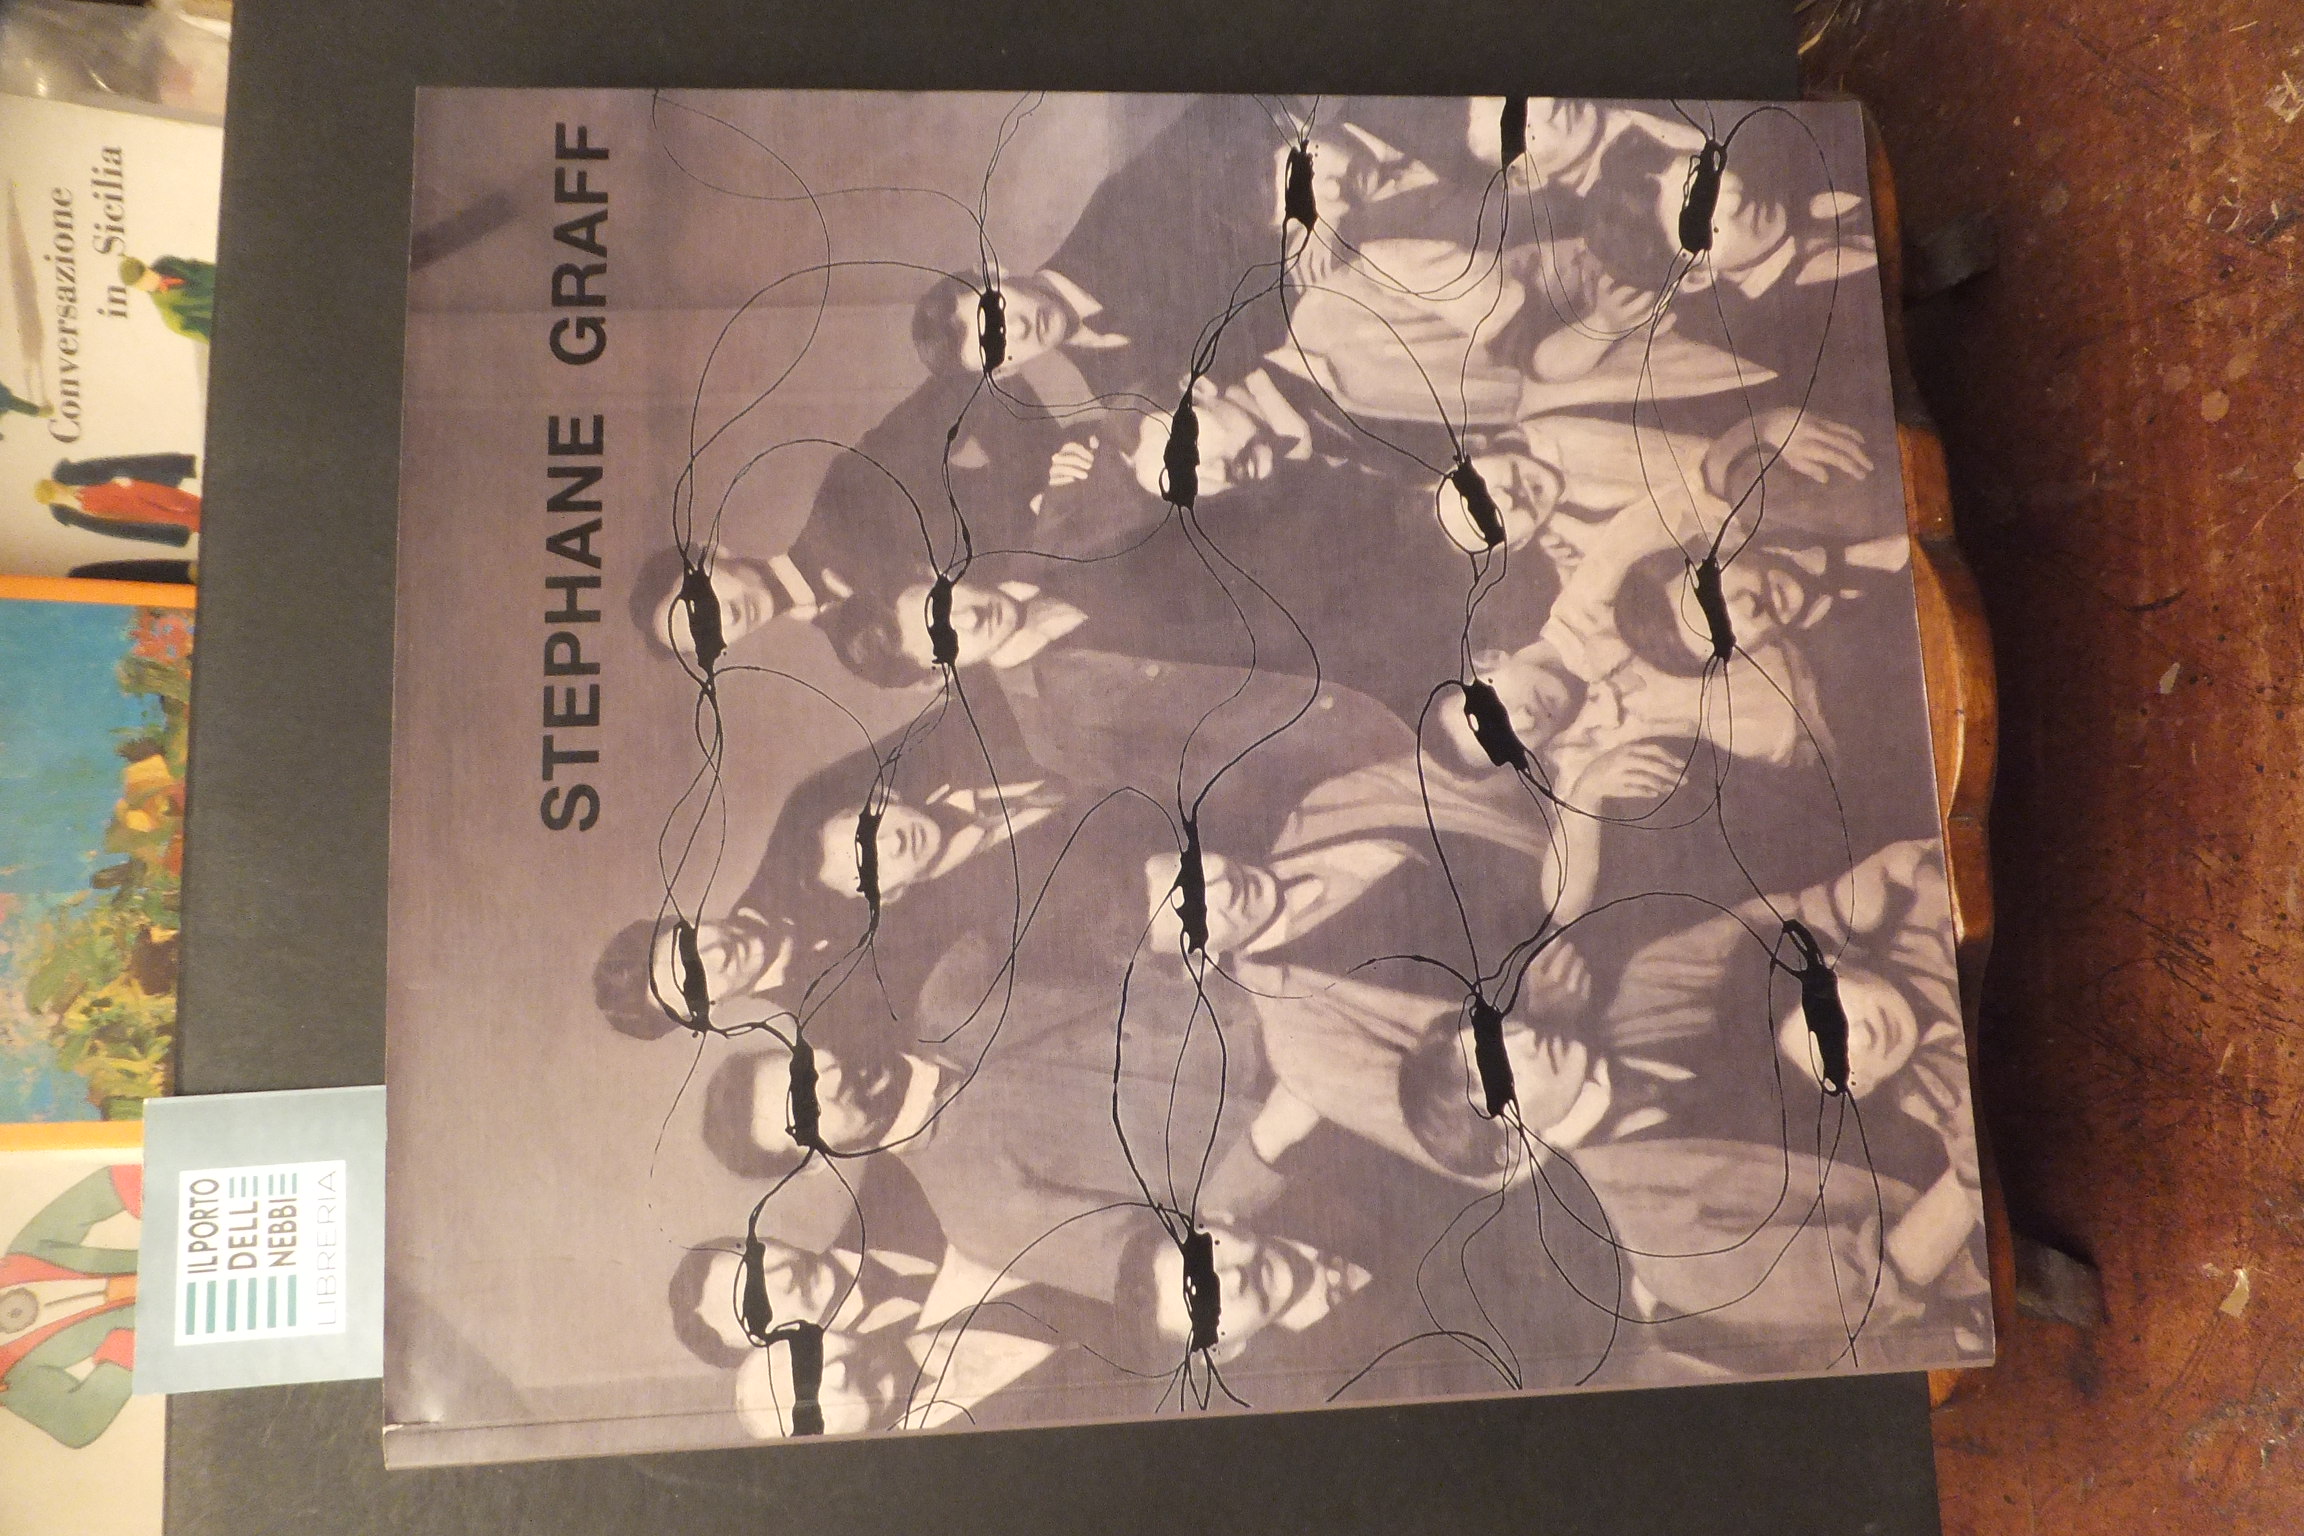 Conversazione
in Sicilia
STEPHANE GRAFF
IL PORTO
DELLE
NEBBIE
LIBRERIA